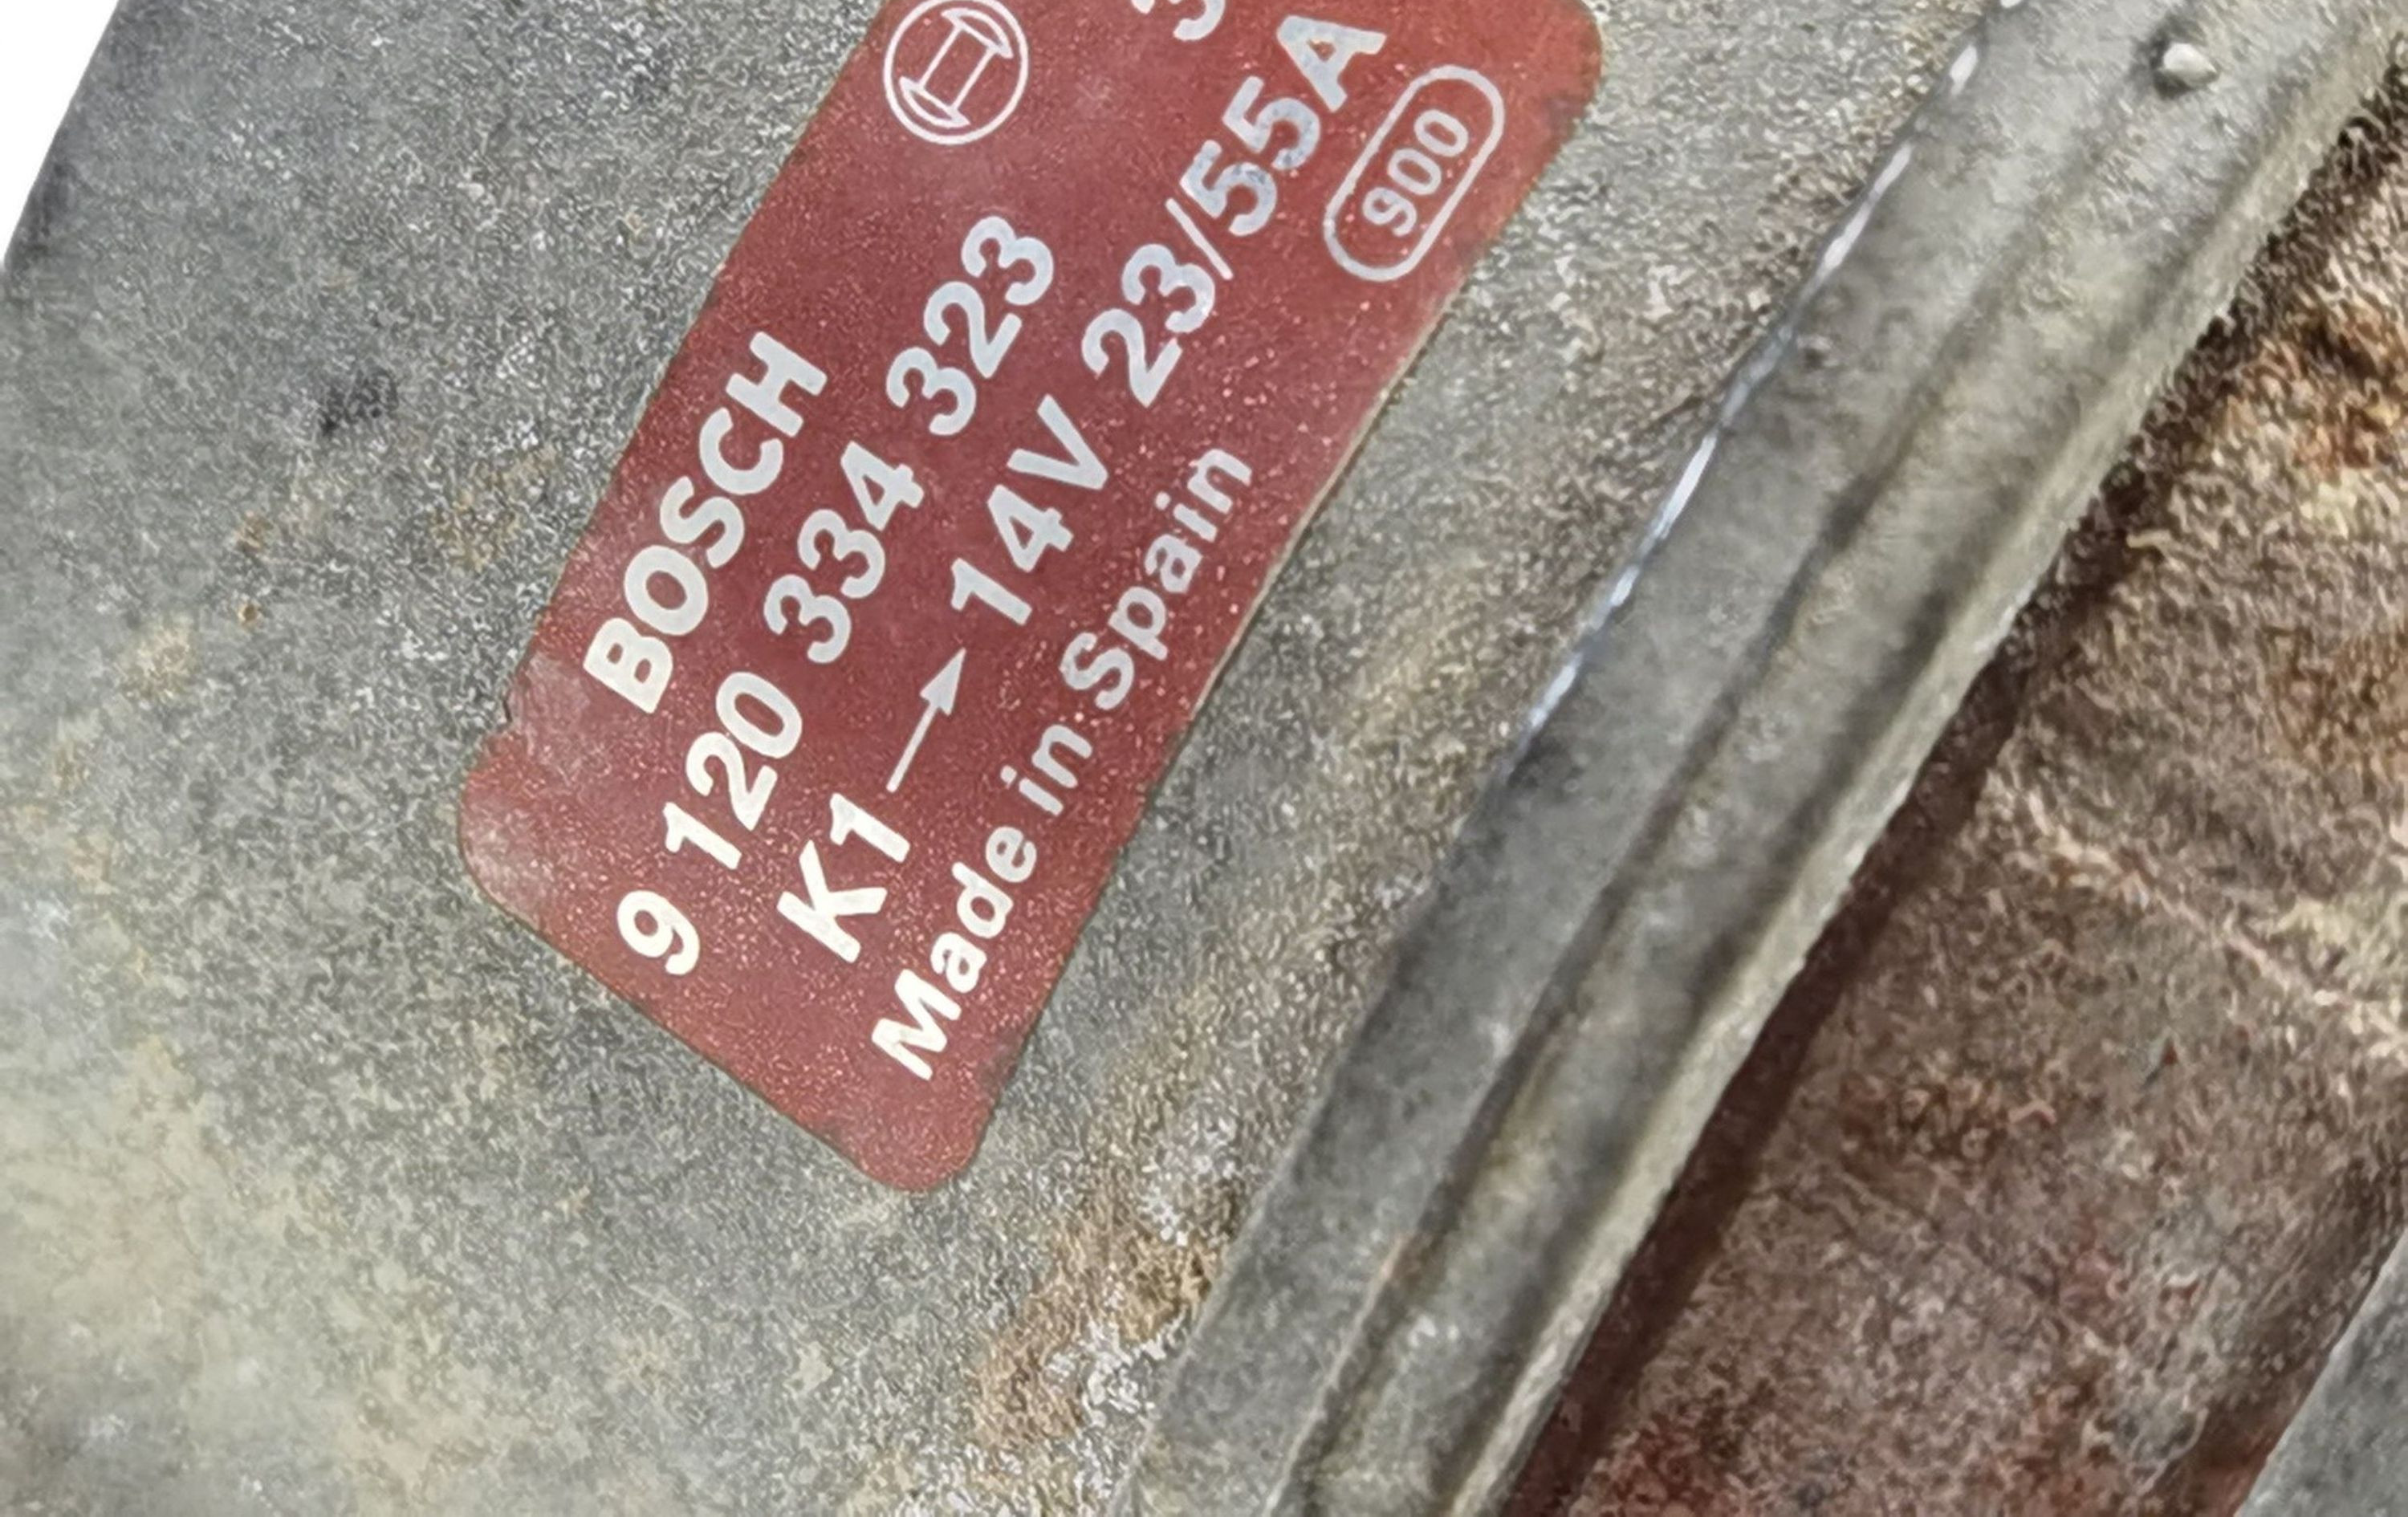 BOSCH
9 120 334 323
K1 → 14V 23/55A
Made in Spain
900